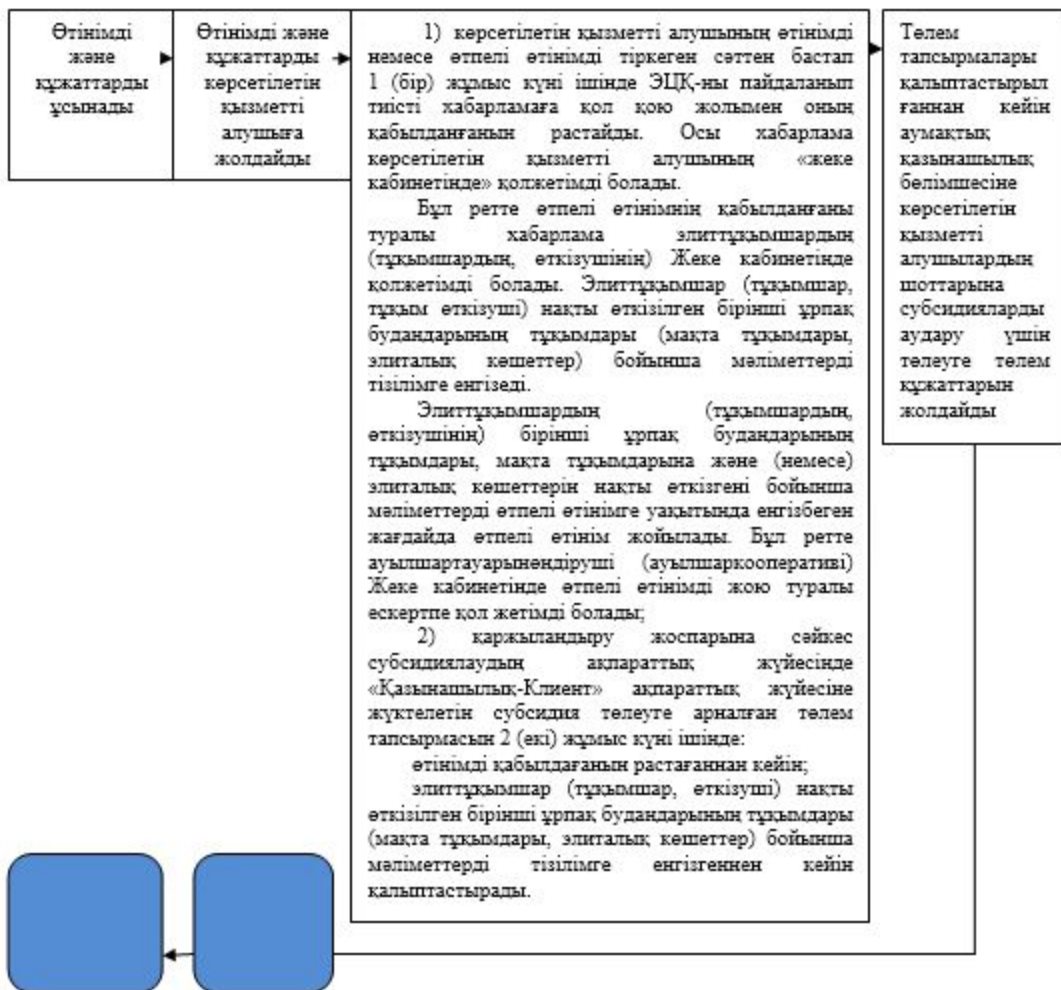 Өтінімді
және
құжаттарды
ұсынады
Өтінімді және
құжаттарды
көрсетілетін
қызметті
алушыға
жолдайды
1) көрсетілетін қызметті алушының өтінімді
немесе өтпелі өтінімді тіркеген сәттен бастап
1 (бір) жұмыс күні ішінде ЭЦҚ-ны пайдаланып
тиісті хабарламаға қол қою жолымен оның
қабылданғанын растайды. Осы хабарлама
көрсетілетін қызметті алушының «жеке
кабинетінде» қолжетімді болады.
Бұл ретте өтпелі өтінімнің қабылданғаны
туралы хабарлама элиттұқымшардың
(тұқымшардың, өткізушінің) Жеке кабинетінде
қолжетімді болады. Элиттұқымшар (тұқымшар,
тұқым өткізуші) нақты өткізілген бірінші ұрпақ
будандарының тұқымдары (мақта тұқымдары,
элиталық көшеттер) бойынша мәліметтерді
тізілімге енгізеді.
Элиттұқымшардың (тұқымшардың,
өткізушінің) бірінші ұрпақ будандарының
тұқымдары, мақта тұқымдарына және (немесе)
элиталық көшеттерін нақты өткізгені бойынша
мәліметтерді өтпелі өтінімге уақытында енгізбеген
жағдайда өтпелі өтінім жойылады. Бұл ретте
ауылшартауарынөндіруші (ауылшаркооперативі)
Жеке кабинетінде өтпелі өтінімді жою туралы
ескертпе қол жетімді болады;
2) қаржыландыру жоспарына сәйкес
субсидиялаудың ақпараттық жүйесінде
«Қазынашылық-Клиент» ақпараттық жүйесіне
жүктелетін субсидия төлеуге арналған төлем
тапсырмасын 2 (екі) жұмыс күні ішінде:
өтінімді қабылдағанын растағаннан кейін;
элиттұқымшар (тұқымшар, өткізуші) нақты
өткізілген бірінші ұрпақ будандарының тұқымдары
(мақта тұқымдары, элиталық көшеттер) бойынша
мәліметтерді тізілімге енгізгеннен кейін
қалыптастырады.
Төлем
тапсырмалары
қалыптастырыл
ғаннан кейін
аумақтық
қазынашылық
бөлімшесіне
көрсетілетін
қызметті
алушылардың
шоттарына
субсидияларды
аудару үшін
төлеуге төлем
құжаттарын
жолдайды